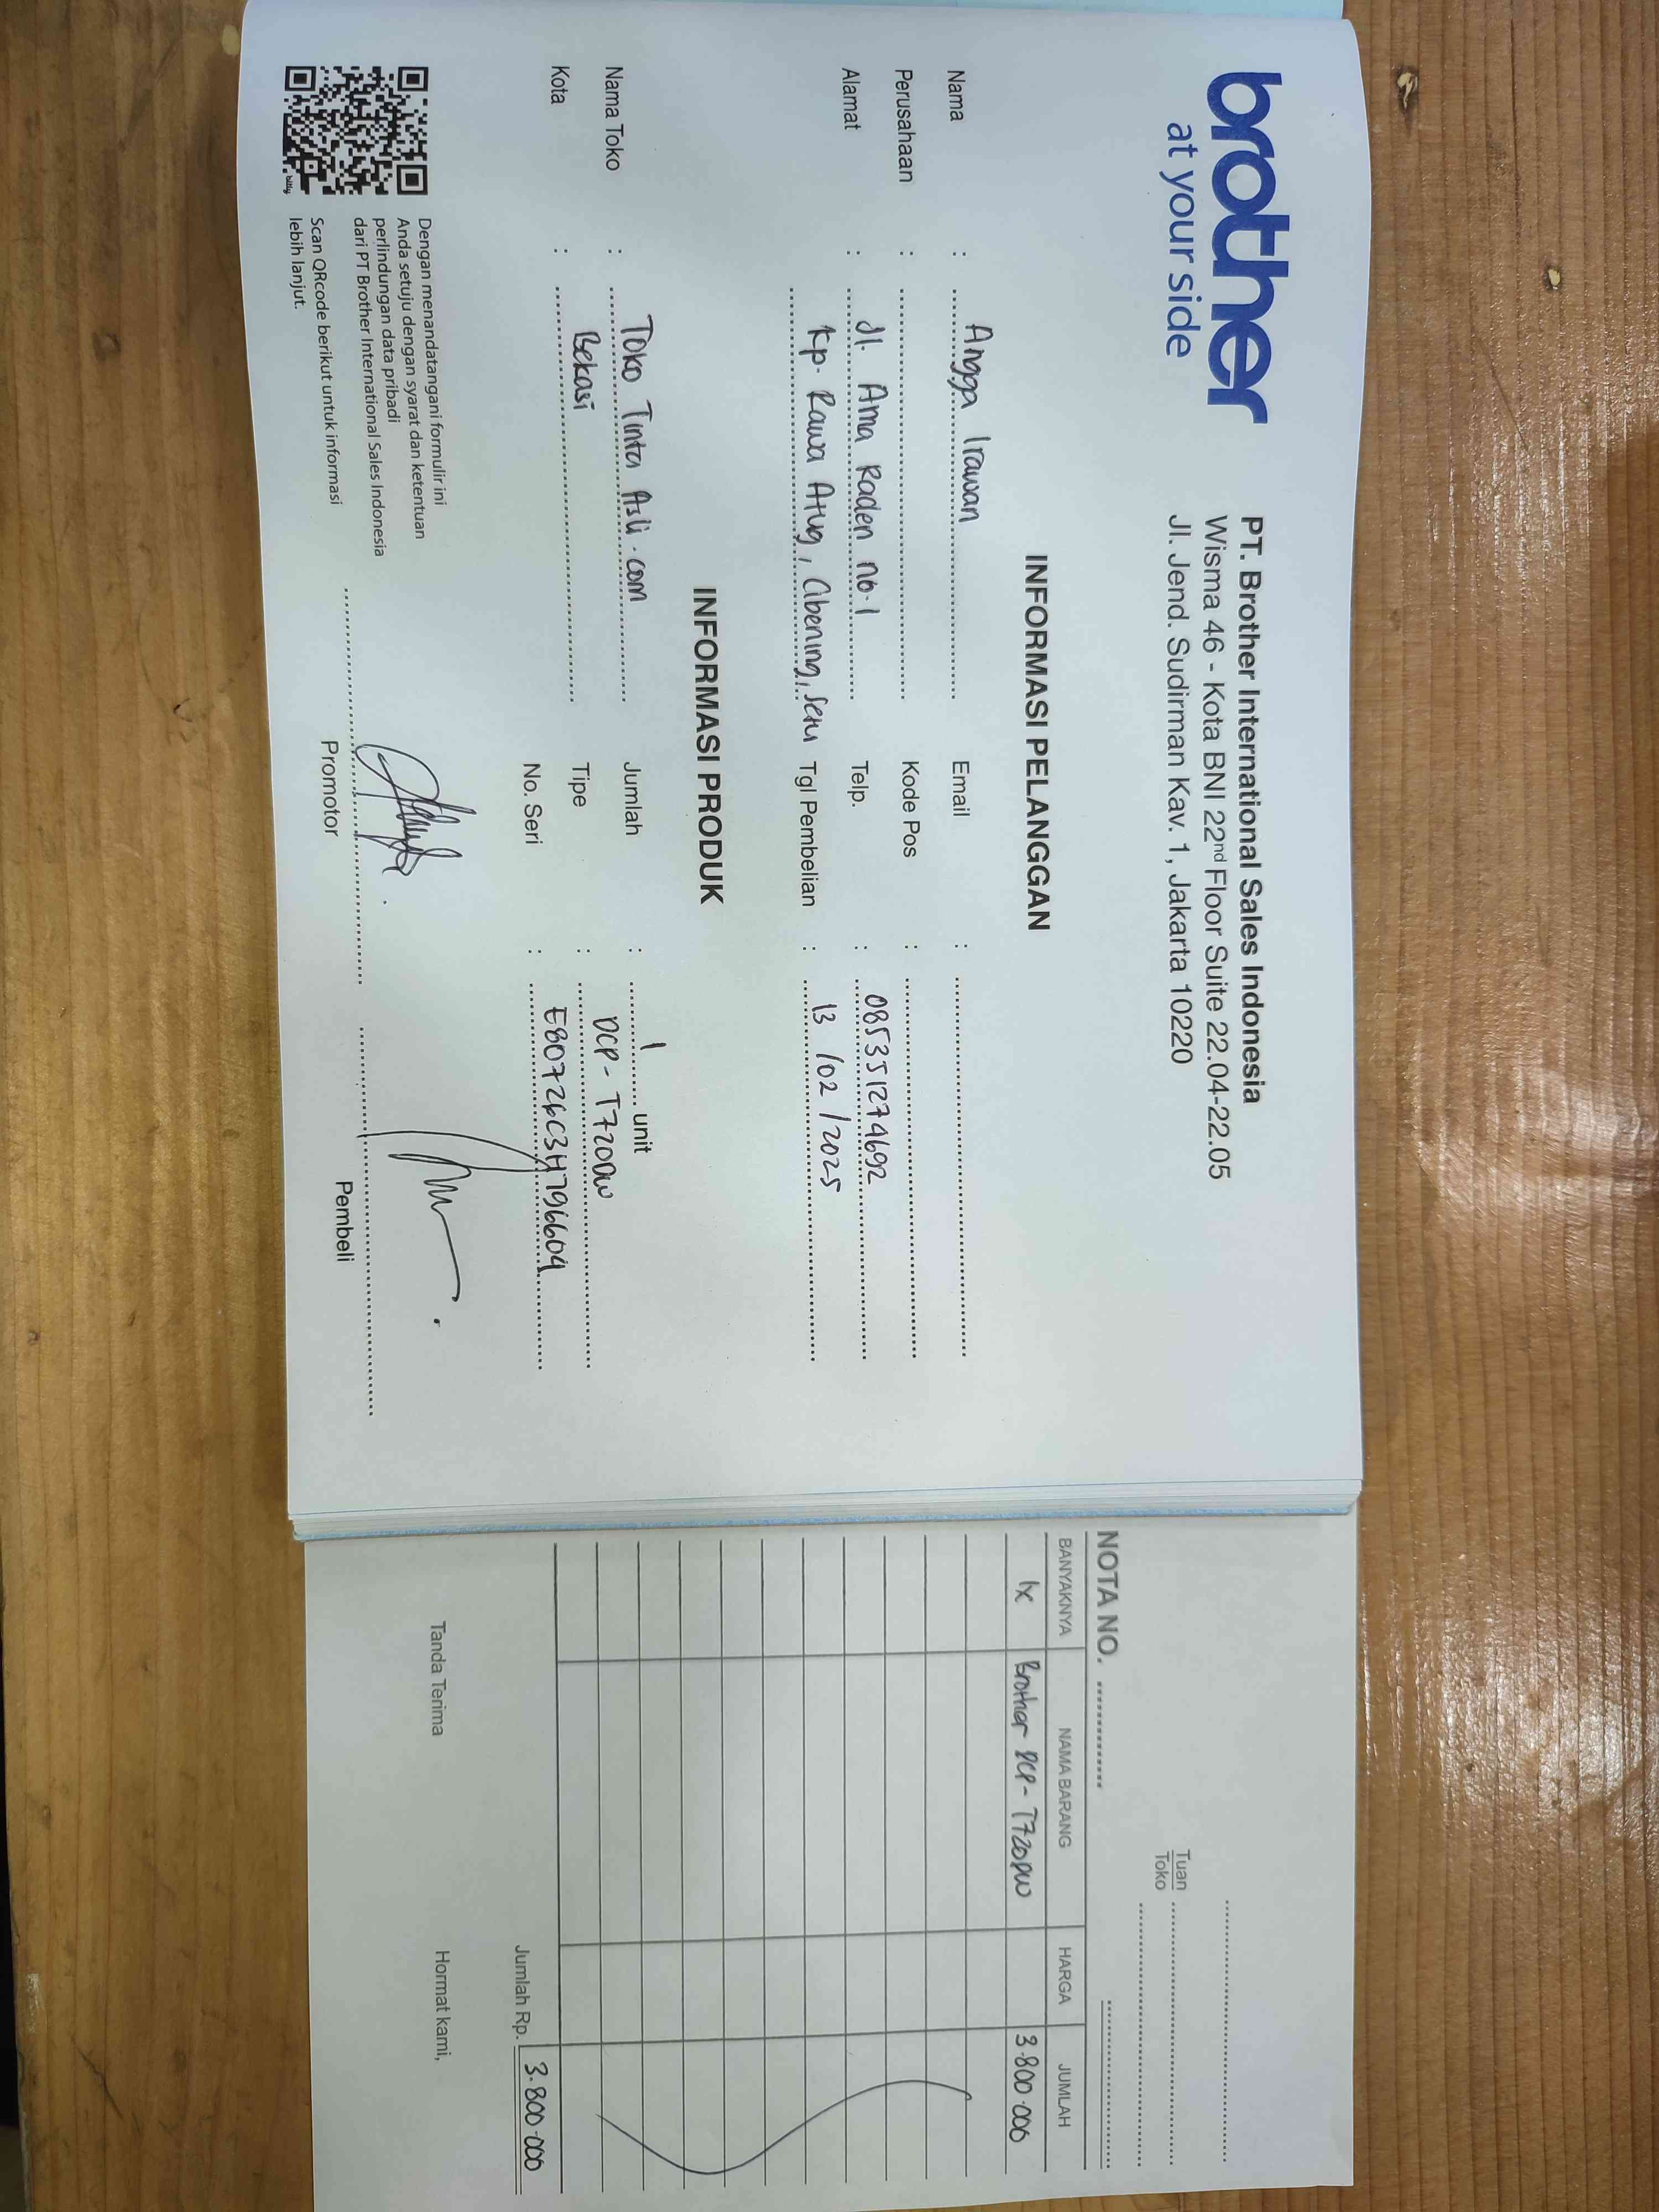 brother
at your side
PT. Brother International Sales Indonesia
Wisma 46 - Kota BNI 22nd Floor Suite 22.04-22.05
Jl. Jend. Sudirman Kav. 1, Jakarta 10220
INFORMASI PELANGGAN
Nama : Angga Irawan Email :
Perusahaan : Kode Pos :
Alamat : Jl. Ama Raden no.1 Telp. : 085351274692
Kp. Rawa Atug, Cibening, Setu Tgl Pembelian : 13/02/2025
INFORMASI PRODUK
Nama Toko : Toko Tinta Asli.com Jumlah : 1 unit
Kota : Bekasi Tipe : DCP-T720DW
No. Seri : E80726C3H796604
Dengan menandatangani formulir ini
Anda setuju dengan syarat dan ketentuan
perlindungan data pribadi
dari PT Brother International Sales Indonesia
Scan QRcode berikut untuk informasi
lebih lanjut.
bitly
Promotor Pembeli
Tuan
Toko
NOTA NO.
BANYAKNYA NAMA BARANG HARGA JUMLAH
1x Brother DCP-T720DW 3.800.000
Jumlah Rp. 3.800.000
Tanda Terima Hormat kami,